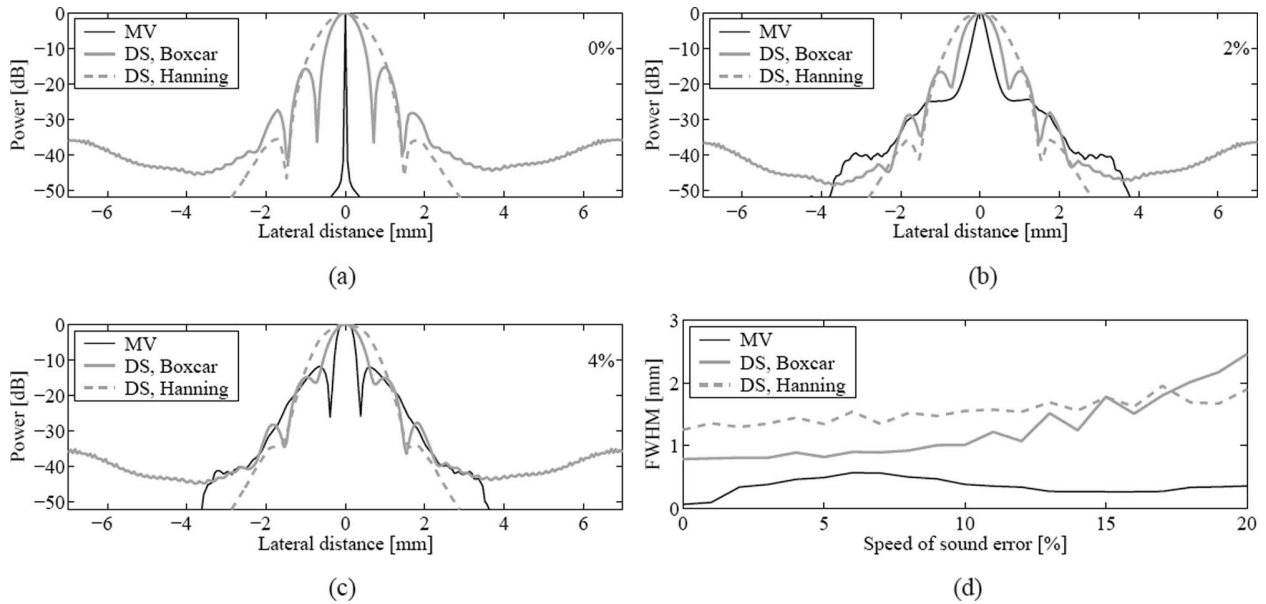 0
−10
−20
−30
−40
−50
Power [dB]
MV
DS, Boxcar
DS, Hanning
0%
−6 −4 −2 0 2 4 6
Lateral distance [mm]
(a)
0
−10
−20
−30
−40
−50
Power [dB]
MV
DS, Boxcar
DS, Hanning
2%
−6 −4 −2 0 2 4 6
Lateral distance [mm]
(b)
0
−10
−20
−30
−40
−50
Power [dB]
MV
DS, Boxcar
DS, Hanning
4%
−6 −4 −2 0 2 4 6
Lateral distance [mm]
(c)
3
2
1
0
FWHM [mm]
MV
DS, Boxcar
DS, Hanning
0 5 10 15 20
Speed of sound error [%]
(d)